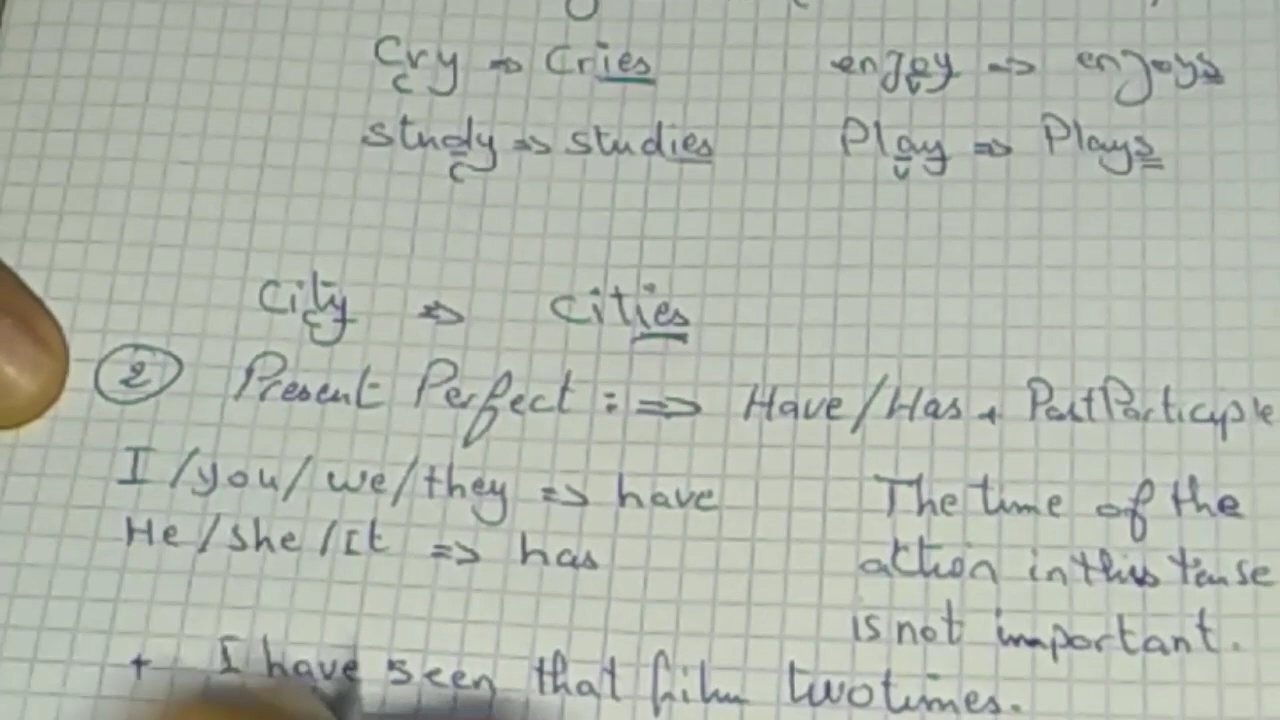 Cry => Cries enjoy => enjoys
c
study => studies Play => Plays
c v
City => cities
c
2 Present Perfect : => Have/Has + Past Participle
I/you/we/they => have The time of the
He/she/It => has action in this tense
is not important.
+ I have seen that film two times.